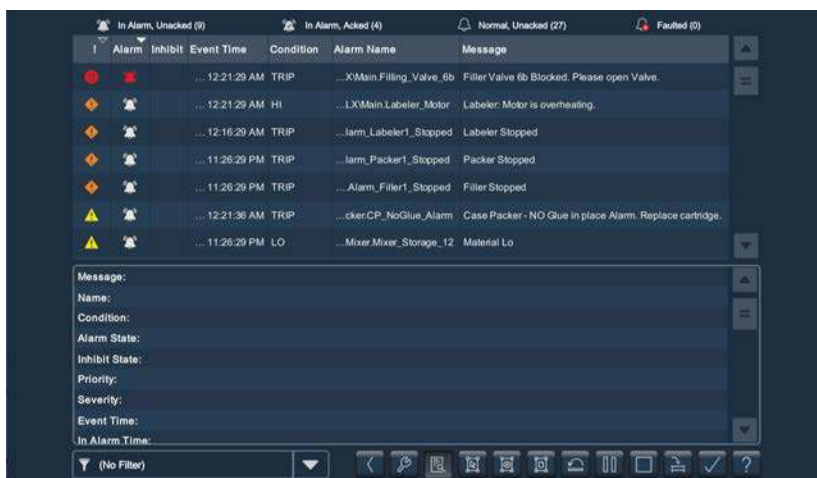 In Alarm, Unacked (9) In Alarm, Acked (4) Normal, Unacked (27) Faulted (0)
! Alarm Inhibit Event Time Condition Alarm Name Message
... 12:21:29 AM TRIP ...X\Main.Filling_Valve_6b Filler Valve 6b Blocked. Please open Valve.
... 12:21:29 AM HI ...LX\Main.Labeler_Motor Labeler: Motor is overheating.
... 12:16:29 AM TRIP ...larm_Labeler1_Stopped Labeler Stopped
... 11:26:29 PM TRIP ...larm_Packer1_Stopped Packer Stopped
... 11:26:29 PM TRIP ...Alarm_Filler1_Stopped Filler Stopped
... 12:21:36 AM TRIP ...cker.CP_NoGlue_Alarm Case Packer - NO Glue in place Alarm. Replace cartridge.
... 11:26:29 PM LO ...Mixer.Mixer_Storage_12 Material Lo
Message:
Name:
Condition:
Alarm State:
Inhibit State:
Priority:
Severity:
Event Time:
In Alarm Time:
(No Filter) ?